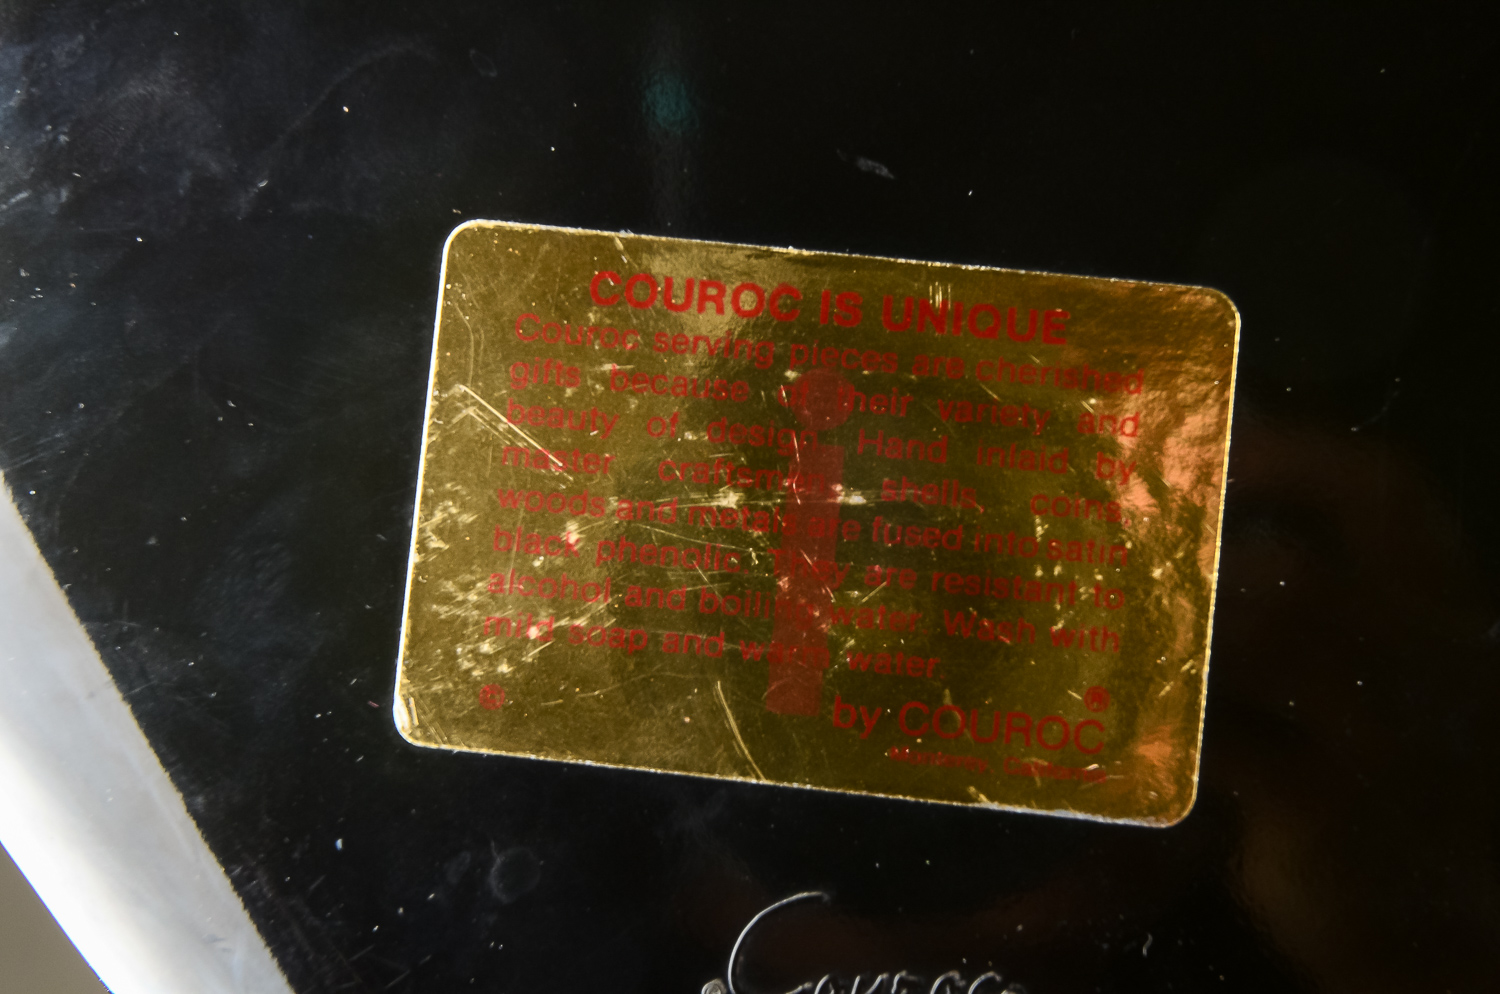 COUROC IS UNIQUE
Couroc serving pieces are cherished
gifts because of their variety and
beauty of design. Hand inlaid by
master craftsmen, shells, coins,
woods and metals are fused into satin
black phenolic. They are resistant to
alcohol and boiling water. Wash with
mild soap and warm water.
by COUROC
Monterey, California
Couroc